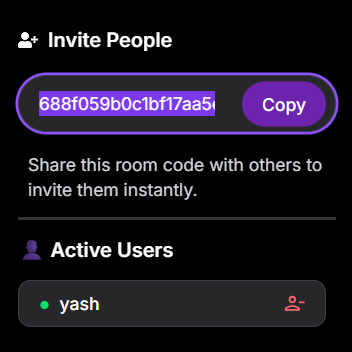 Invite People
688f059b0c1bf17aa5
Copy
Share this room code with others to
invite them instantly.
Active Users
yash